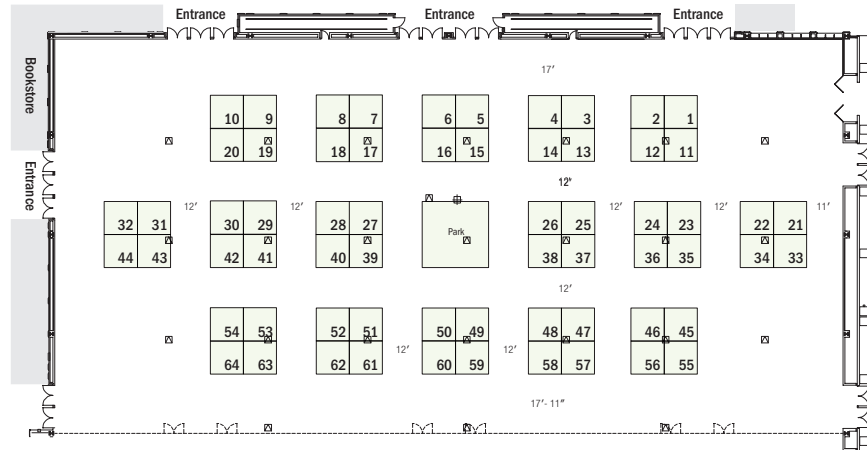 Entrance Entrance Entrance
Bookstore
17′
10 9 8 7 6 5 4 3 2 1
20 19 18 17 16 15 14 13 12 11
Entrance
12″
12′ 12′ 12′ 12′ 11′
32 31 30 29 28 27 26 25 24 23 22 21
Park
44 43 42 41 40 39 38 37 36 35 34 33
12′
54 53 52 51 50 49 48 47 46 45
12′ 12′
64 63 62 61 60 59 58 57 56 55
17′- 11″